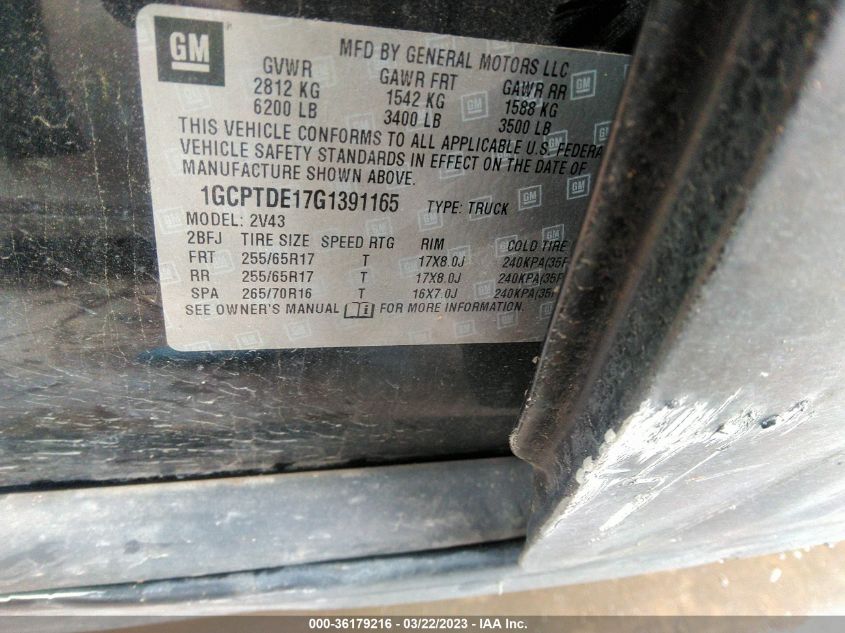 GM
MFD BY GENERAL MOTORS LLC
GVWR GAWR FRT GAWR RR
2812 KG 1542 KG 1588 KG
6200 LB 3400 LB 3500 LB
THIS VEHICLE CONFORMS TO ALL APPLICABLE U.S. FEDERA
VEHICLE SAFETY STANDARDS IN EFFECT ON THE DATE OF
MANUFACTURE SHOWN ABOVE.
1GCPTDE17G1391165 TYPE: TRUCK
MODEL: 2V43
2BFJ TIRE SIZE SPEED RTG RIM COLD TIRE
FRT 255/65R17 T 17X8.0J 240KPA(35P
RR 255/65R17 T 17X8.0J 240KPA(35P
SPA 265/70R16 T 16X7.0J 240KPA(35P
SEE OWNER'S MANUAL FOR MORE INFORMATION.
000-36179216 - 03/22/2023 - IAA Inc.